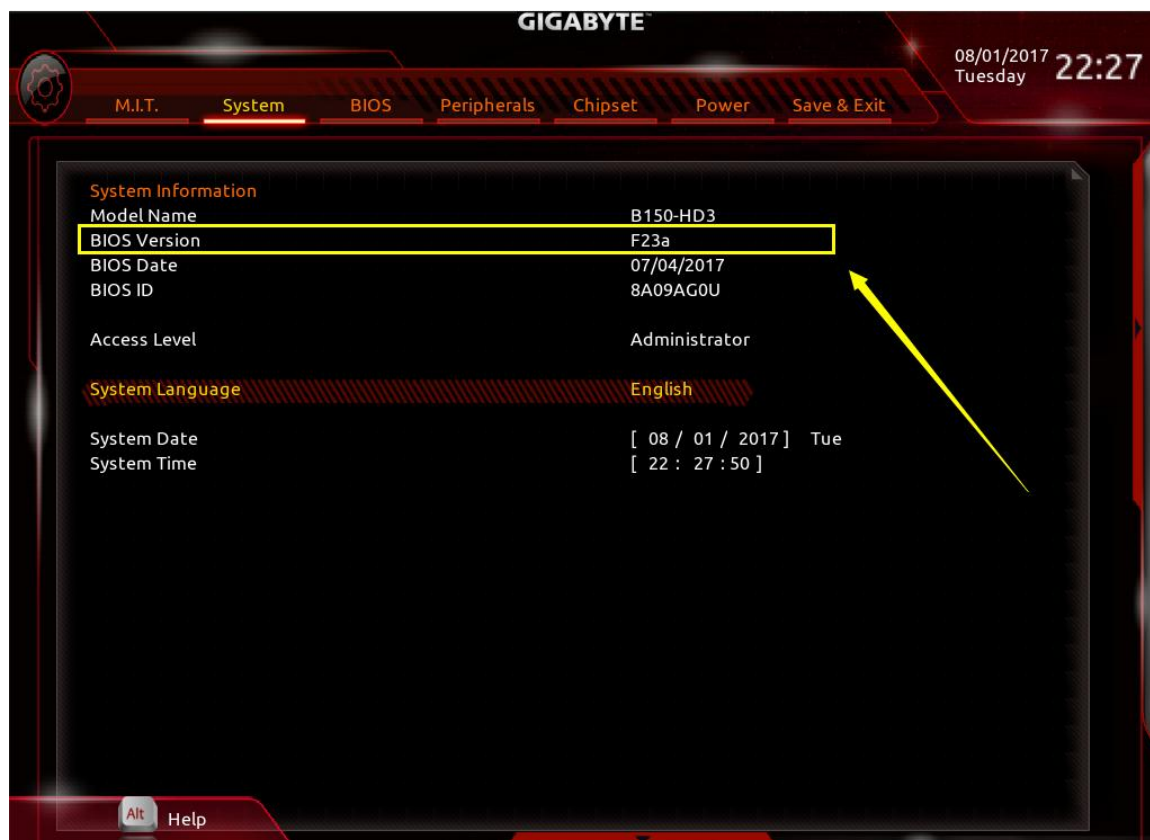 GIGABYTE™
08/01/2017
Tuesday
22:27
M.I.T. System BIOS Peripherals Chipset Power Save & Exit
System Information
Model Name B150-HD3
BIOS Version F23a
BIOS Date 07/04/2017
BIOS ID 8A09AG0U
Access Level Administrator
System Language English
System Date [ 08 / 01 / 2017 ] Tue
System Time [ 22 : 27 : 50 ]
Alt Help